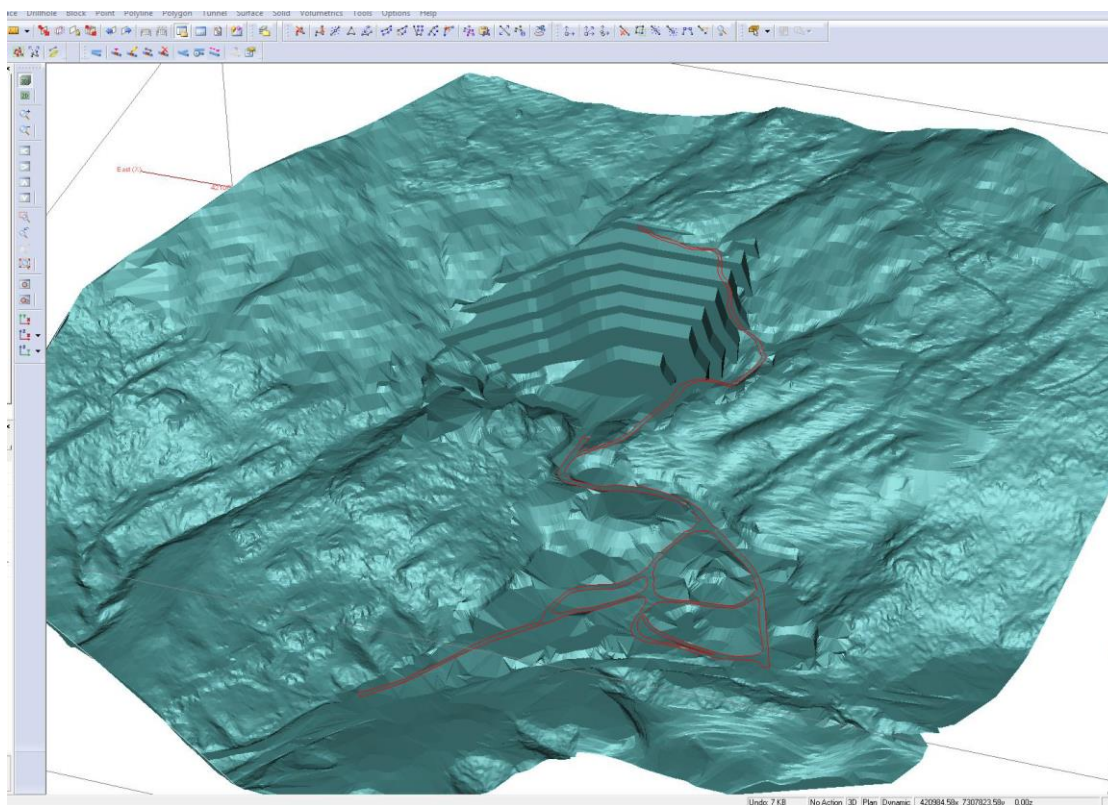 Drillhole Block Point Polyline Polygon Tunnel Surface Solid Volumetrics Tools Options Help
East (X)
Undo: 7 KB No Action 3D Plan Dynamic 420984.58x 7307823.58y 0.00z